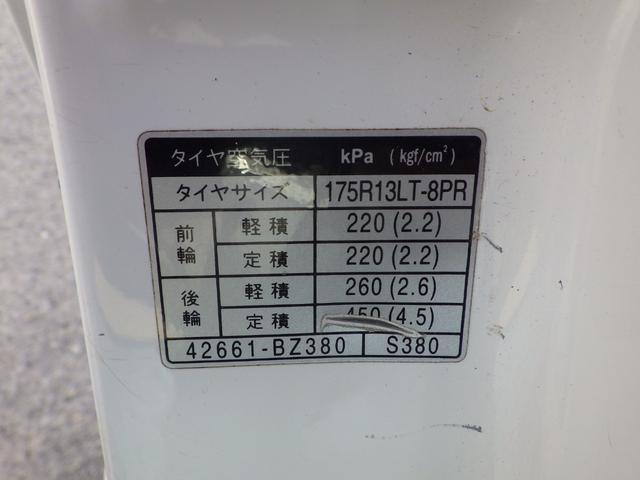 タイヤ空気圧 kPa (kgf/cm²)
タイヤサイズ 175R13LT-8PR
前輪 軽積 220 (2.2)
定積 220 (2.2)
後輪 軽積 260 (2.6)
定積 450 (4.5)
42661-BZ380 S380